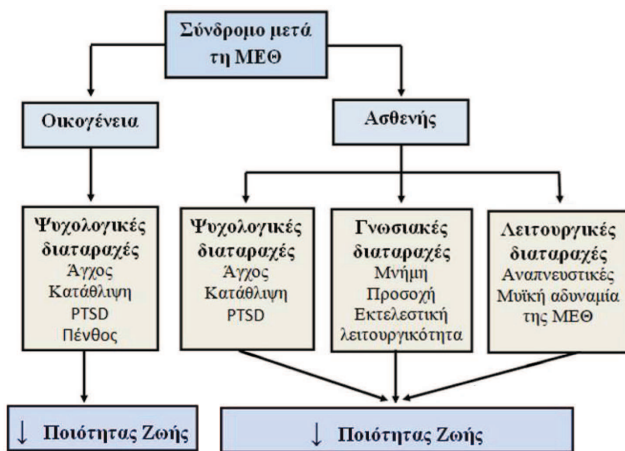 Σύνδρομο μετά
τη ΜΕΘ
Οικογένεια
Ασθενής
Ψυχολογικές
διαταραχές
Άγχος
Κατάθλιψη
PTSD
Πένθος
Ψυχολογικές
διαταραχές
Άγχος
Κατάθλιψη
PTSD
Γνωσιακές
διαταραχές
Μνήμη
Προσοχή
Εκτελεστική
λειτουργικότητα
Λειτουργικές
διαταραχές
Αναπνευστικές
Μυϊκή αδυναμία
της ΜΕΘ
↓ Ποιότητας Ζωής
↓ Ποιότητας Ζωής